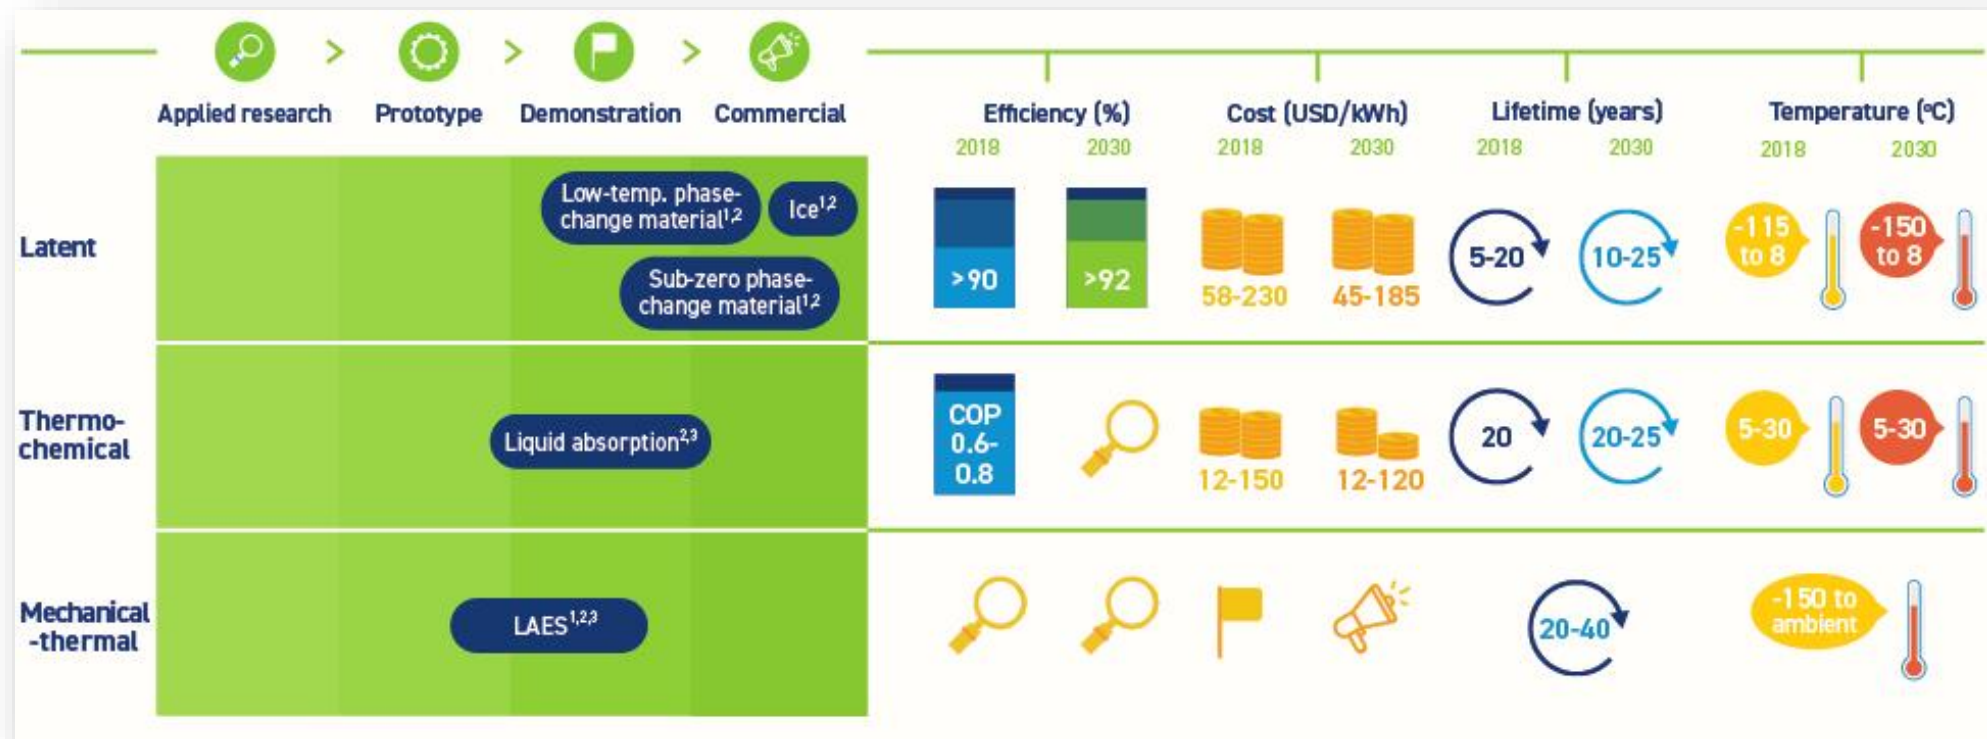 Applied research
Prototype
Demonstration
Commercial
Efficiency (%)
Cost (USD/kWh)
Lifetime (years)
Temperature (ºC)
2018
2030
2018
2030
2018
2030
2018
2030
Latent
Low-temp. phase-
change material¹,²
Ice¹,²
Sub-zero phase-
change material¹,²
>90
>92
58-230
45-185
5-20
10-25
-115
to 8
-150
to 8
Thermo-
chemical
Liquid absorption²,³
COP
0.6-
0.8
12-150
12-120
20
20-25
5-30
5-30
Mechanical
-thermal
LAES¹,²,³
20-40
-150 to
ambient